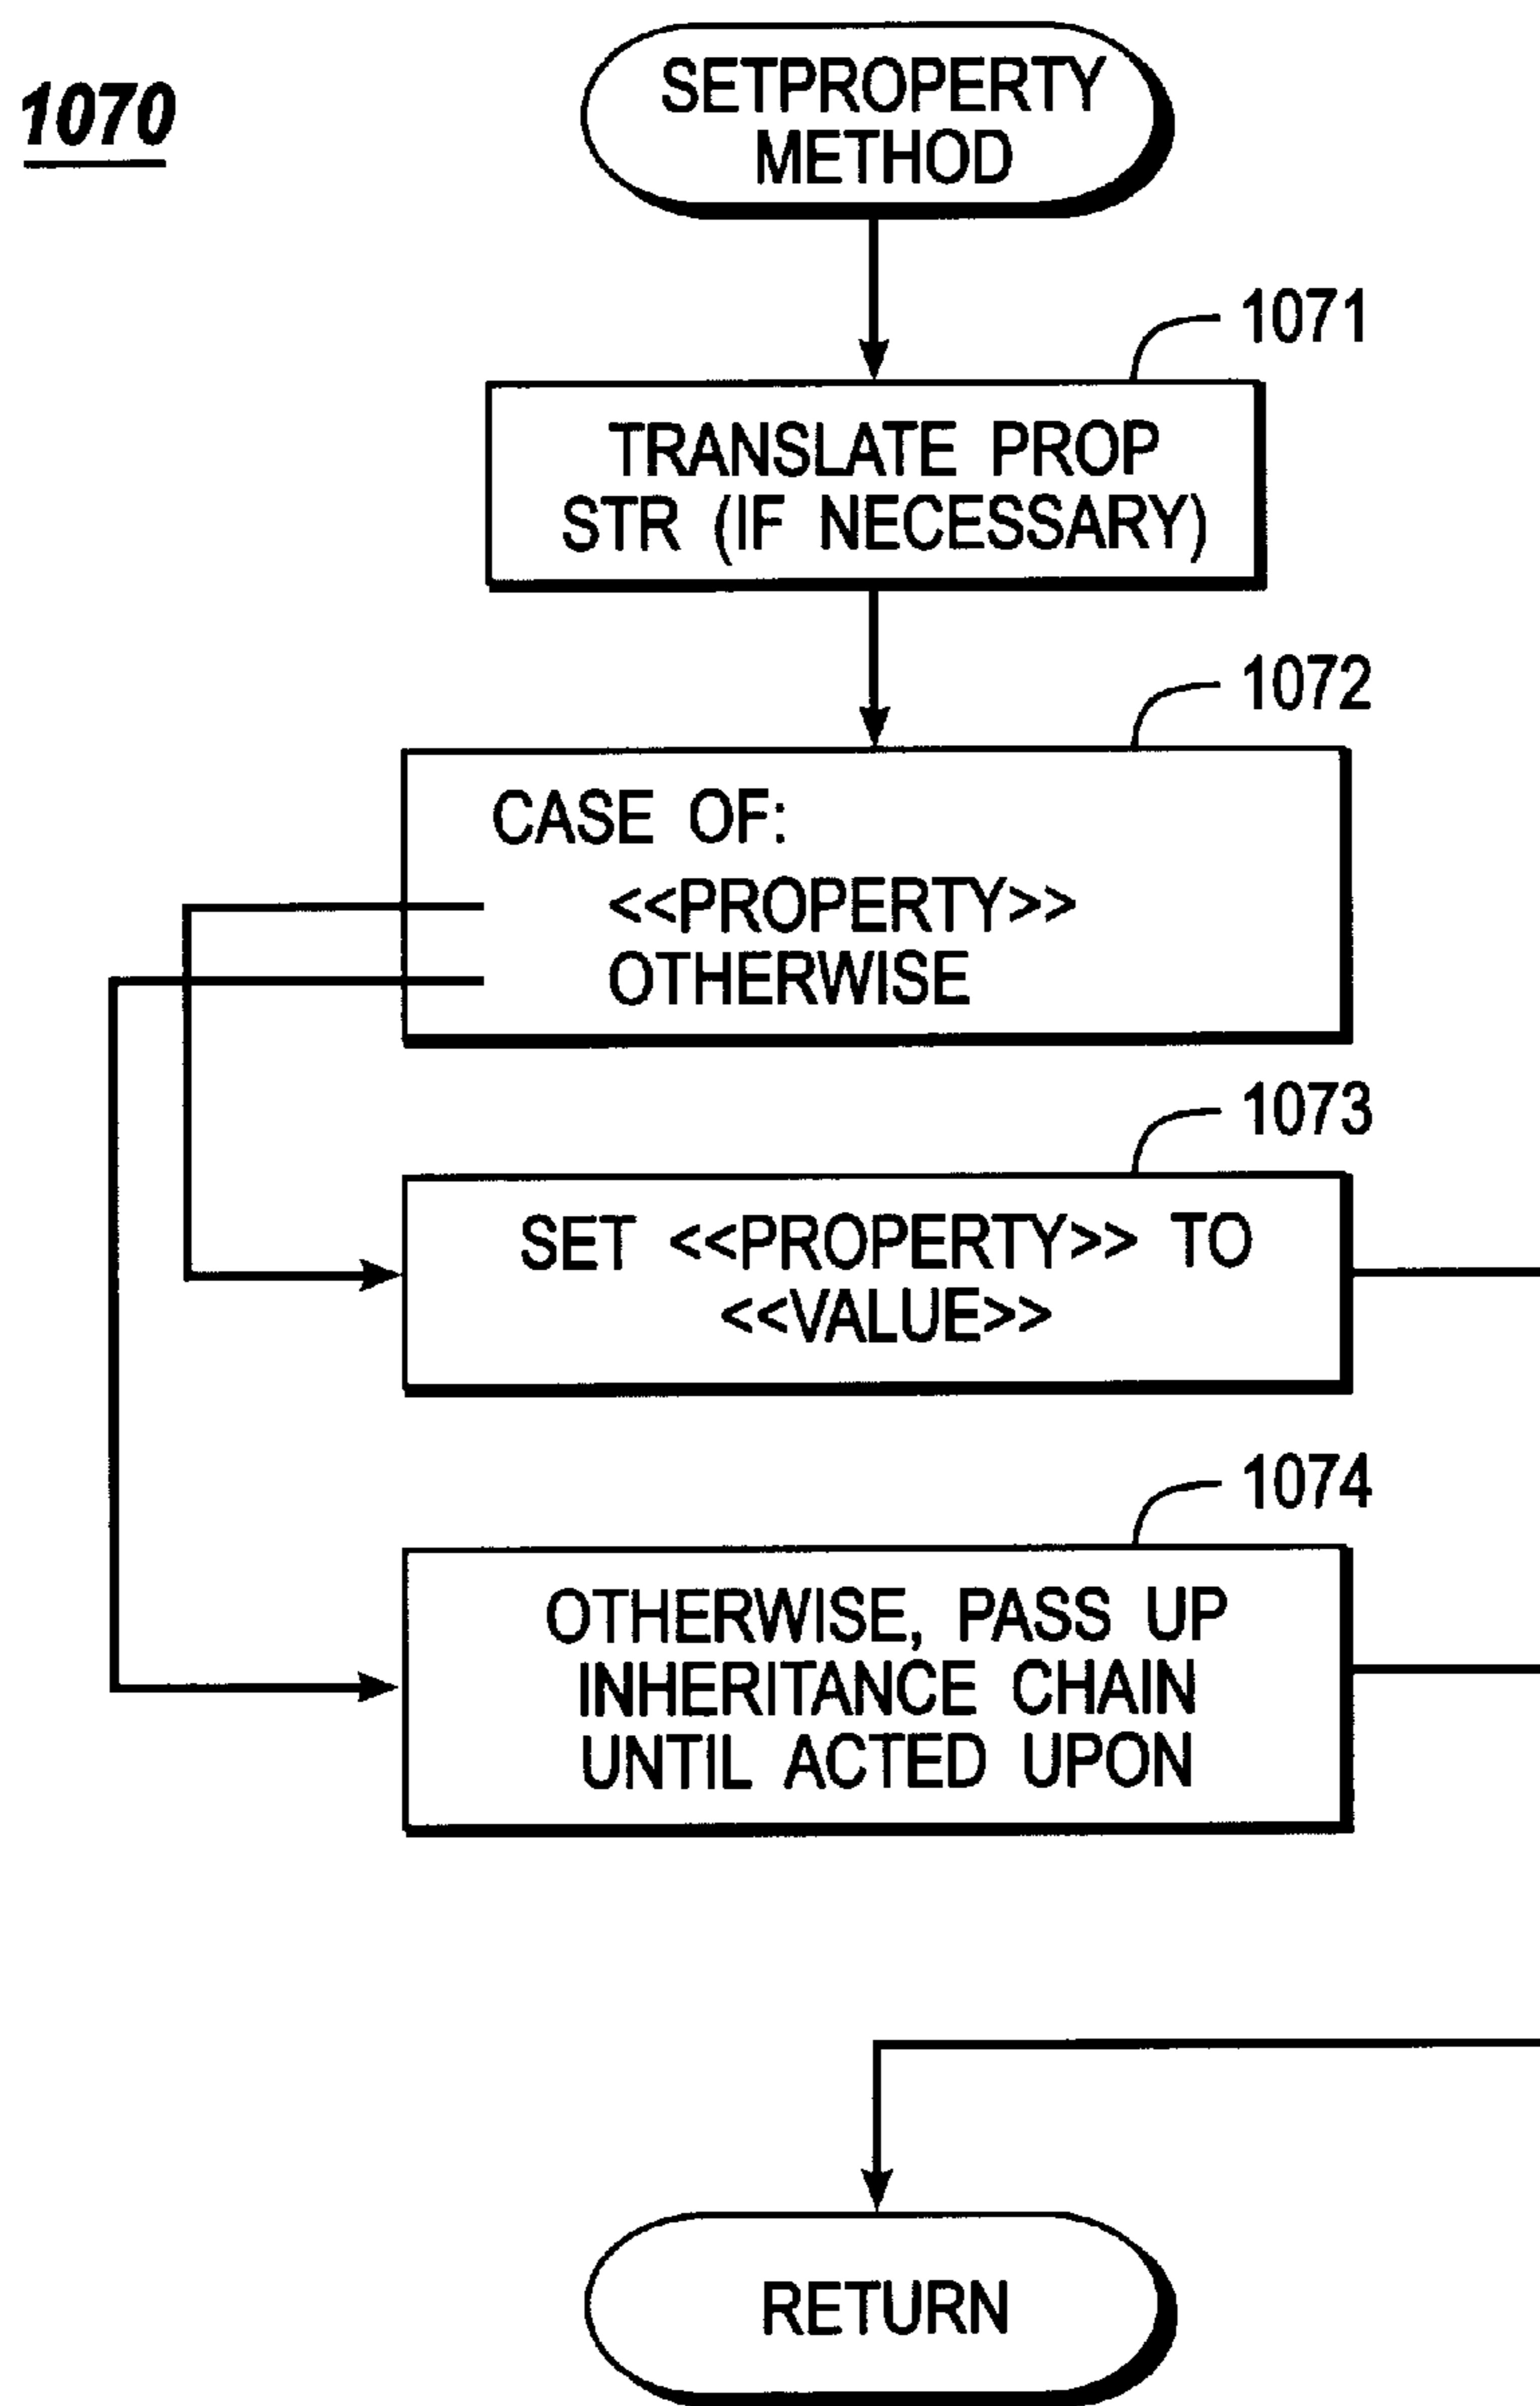 1070
SETPROPERTY
METHOD
1071
TRANSLATE PROP
STR (IF NECESSARY)
1072
CASE OF:
<<PROPERTY>>
OTHERWISE
1073
SET <<PROPERTY>> TO
<<VALUE>>
1074
OTHERWISE, PASS UP
INHERITANCE CHAIN
UNTIL ACTED UPON
RETURN